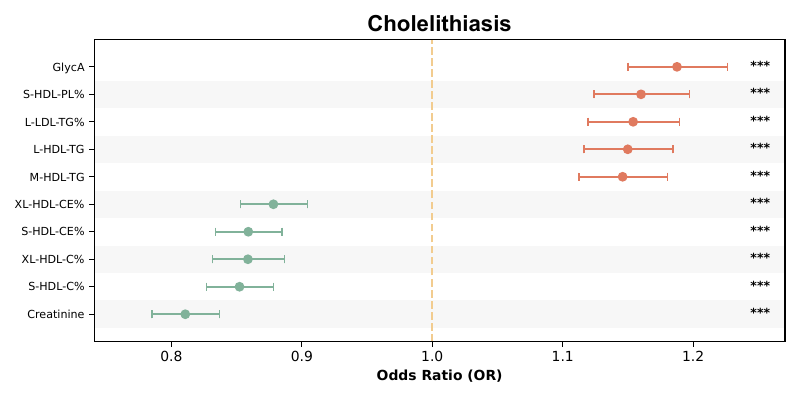 Cholelithiasis
GlycA ***
S-HDL-PL% ***
L-LDL-TG% ***
L-HDL-TG ***
M-HDL-TG ***
XL-HDL-CE% ***
S-HDL-CE% ***
XL-HDL-C% ***
S-HDL-C% ***
Creatinine ***
0.8 0.9 1.0 1.1 1.2
Odds Ratio (OR)